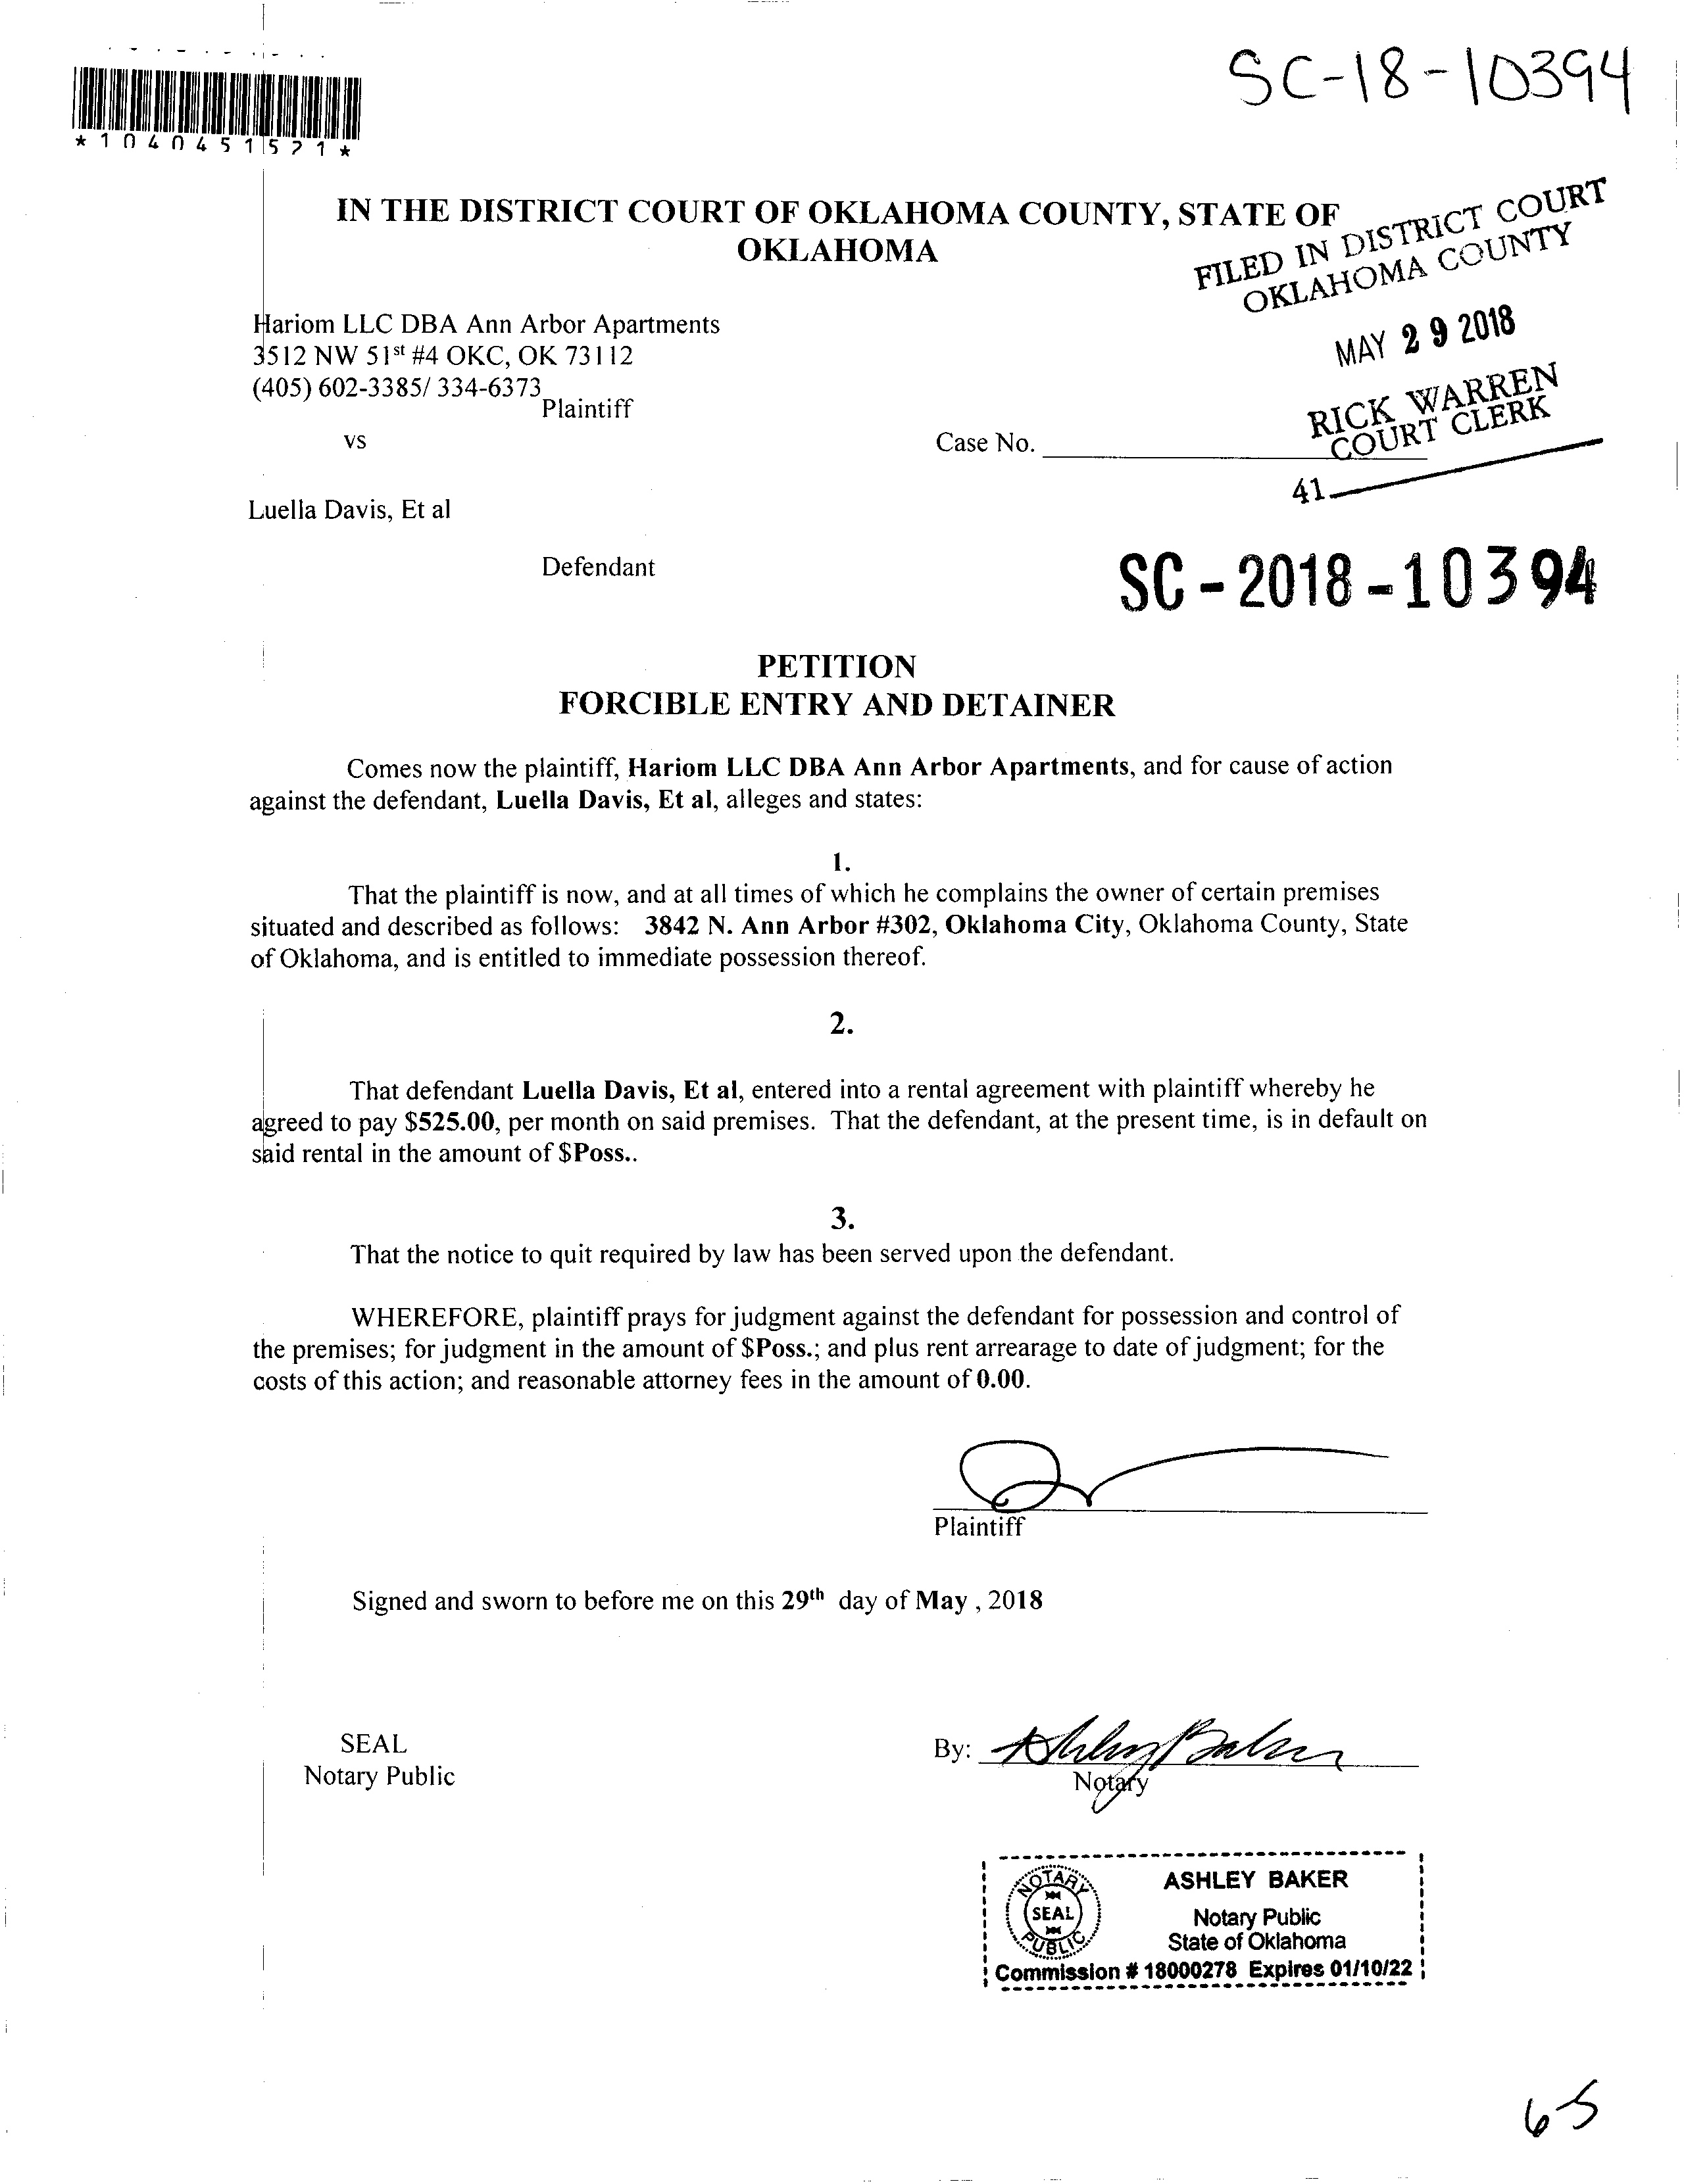 SC-18-10394
*1040451571*
IN THE DISTRICT COURT OF OKLAHOMA COUNTY, STATE OF
OKLAHOMA
FILED IN DISTRICT COURT
OKLAHOMA COUNTY
MAY 29 2018
RICK WARREN
COURT CLERK
41
Hariom LLC DBA Ann Arbor Apartments
3512 NW 51st #4 OKC, OK 73112
(405) 602-3385/ 334-6373
Plaintiff
vs
Case No.
Luella Davis, Et al
Defendant
SC-2018-10394
PETITION
FORCIBLE ENTRY AND DETAINER
Comes now the plaintiff, Hariom LLC DBA Ann Arbor Apartments, and for cause of action
against the defendant, Luella Davis, Et al, alleges and states:
1.
That the plaintiff is now, and at all times of which he complains the owner of certain premises
situated and described as follows: 3842 N. Ann Arbor #302, Oklahoma City, Oklahoma County, State
of Oklahoma, and is entitled to immediate possession thereof.
2.
That defendant Luella Davis, Et al, entered into a rental agreement with plaintiff whereby he
agreed to pay $525.00, per month on said premises. That the defendant, at the present time, is in default on
said rental in the amount of $Poss..
3.
That the notice to quit required by law has been served upon the defendant.
WHEREFORE, plaintiff prays for judgment against the defendant for possession and control of
the premises; for judgment in the amount of $Poss.; and plus rent arrearage to date of judgment; for the
costs of this action; and reasonable attorney fees in the amount of 0.00.
Plaintiff
Signed and sworn to before me on this 29th day of May , 2018
SEAL
Notary Public
By: Ashley Baker
Notary
NOTARY
SEAL
PUBLIC
ASHLEY BAKER
Notary Public
State of Oklahoma
Commission # 18000278 Expires 01/10/22
65